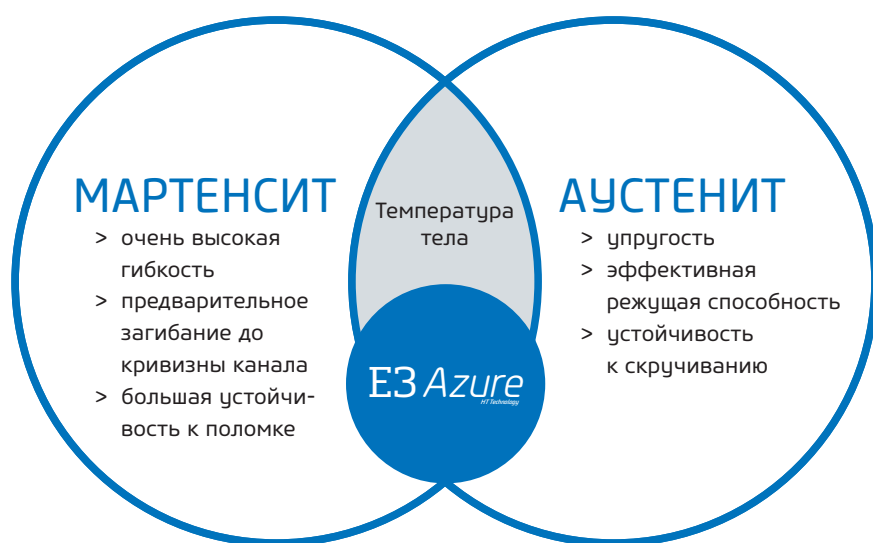 МАРТЕНСИТ
> очень высокая
гибкость
> предварительное
загибание до
кривизны канала
> большая устойчи-
вость к поломке
Температура
тела
E3 Azure
HT Technology
АУСТЕНИТ
> упругость
> эффективная
режущая способность
> устойчивость
к скручиванию